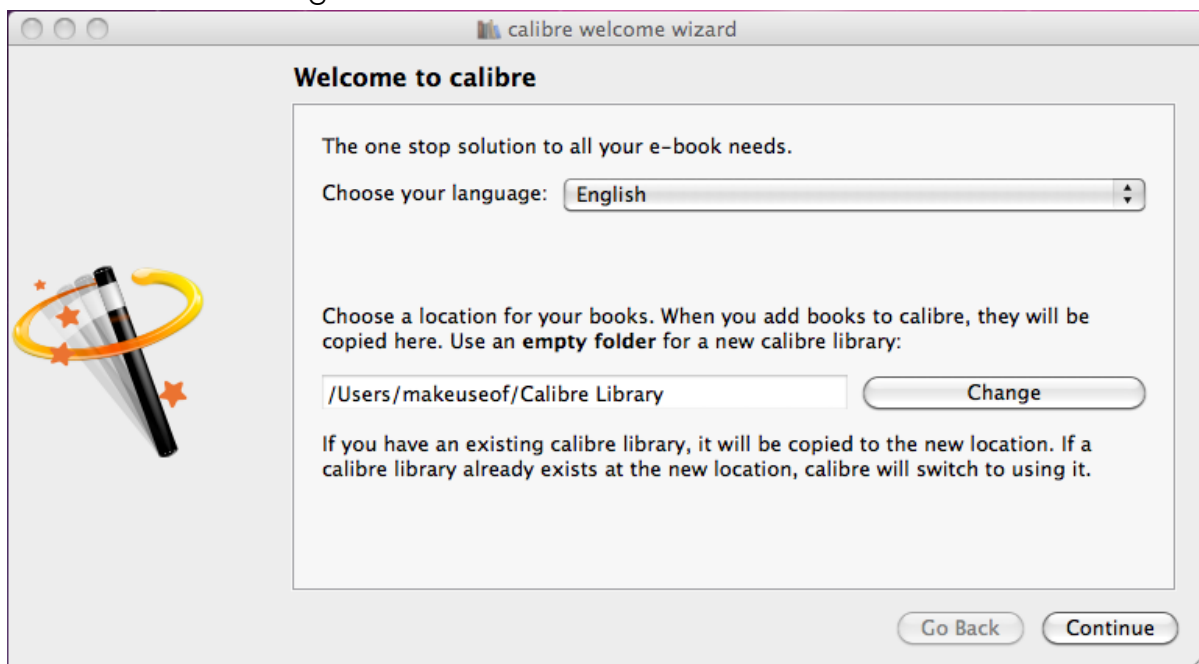 calibre welcome wizard
Welcome to calibre
The one stop solution to all your e-book needs.
Choose your language: English
Choose a location for your books. When you add books to calibre, they will be
copied here. Use an empty folder for a new calibre library:
/Users/makeuseof/Calibre Library Change
If you have an existing calibre library, it will be copied to the new location. If a
calibre library already exists at the new location, calibre will switch to using it.
Go Back Continue